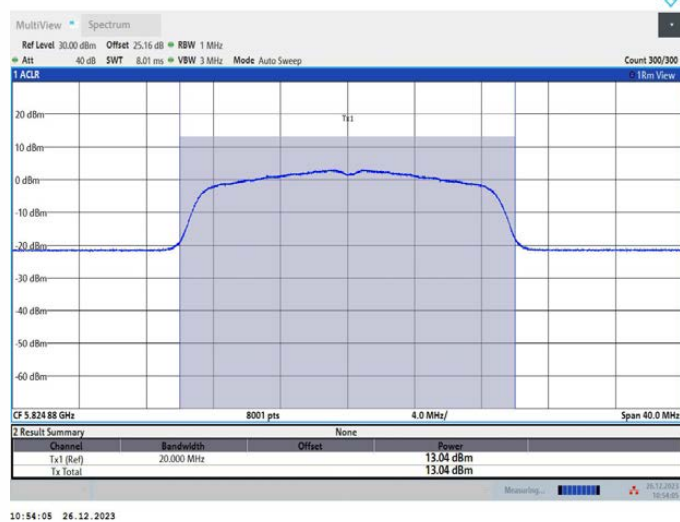 MultiView Spectrum
Ref Level 30.00 dBm Offset 25.16 dB RBW 1 MHz
Att 40 dB SWT 8.01 ms VBW 3 MHz Mode Auto Sweep Count 300/300
1 ACLR 1Rm View
20 dBm
Tx1
10 dBm
0 dBm
-10 dBm
-20 dBm
-30 dBm
-40 dBm
-50 dBm
-60 dBm
CF 5.824 88 GHz 8001 pts 4.0 MHz/ Span 40.0 MHz
2 Result Summary None
Channel Bandwidth Offset Power
Tx1 (Ref) 20.000 MHz 13.04 dBm
Tx Total 13.04 dBm
Measuring... 26.12.2023
10:54:05
10:54:05 26.12.2023